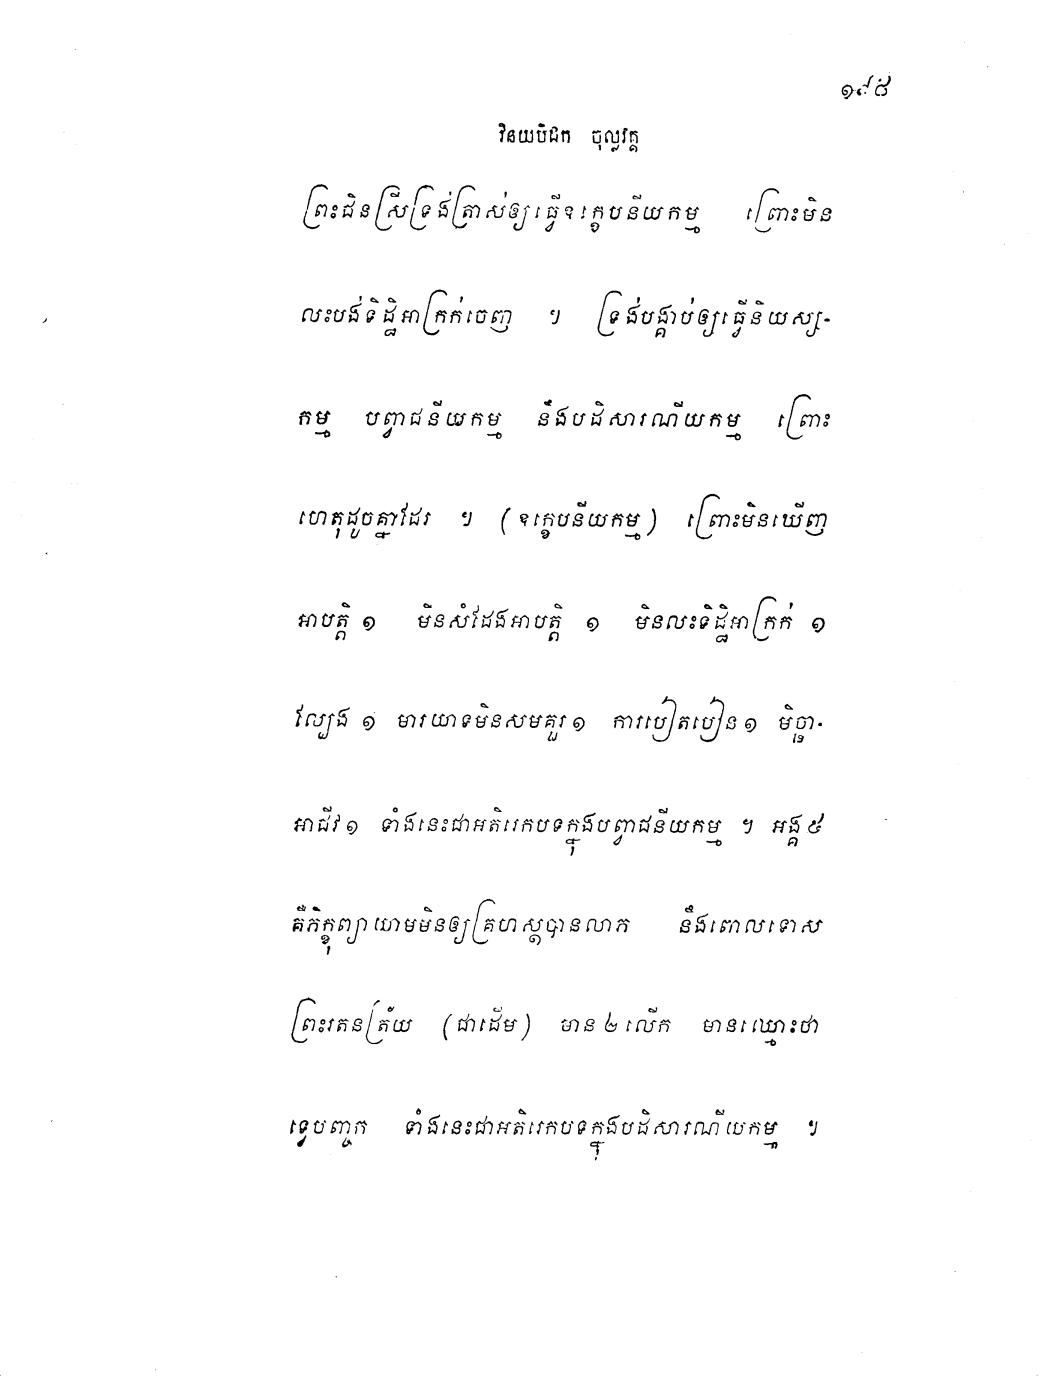 ១៩៥
វិនយបិដក ចុល្លវគ្គ
ព្រះជិនស្រីទ្រង់ត្រាស់ឲ្យធ្វើឧក្ខេបនីយកម្ម ព្រោះមិន
លះបង់ទិដ្ឋិអាក្រក់ចេញ ។ ទ្រង់បង្គាប់ឲ្យធ្វើនិយស្ស-
កម្ម បព្វាជនីយកម្ម នឹងបដិសារណីយកម្ម ព្រោះ
ហេតុដូចគ្នាដែរ ។ (ឧក្ខេបនីយកម្ម) ព្រោះមិនឃើញ
អាបត្តិ ១ មិនសំដែងអាបត្តិ ១ មិនលះទិដ្ឋិអាក្រក់ ១
ល្បែង ១ មារយាទមិនសមគួរ ១ ការបៀតបៀន ១ មិច្ឆា-
អាជីវ ១ ទាំងនេះជាអតិរេកបទក្នុងបព្វាជនីយកម្ម ។ អង្គ ៥
គឺភិក្ខុព្យាយាមមិនឲ្យគ្រហស្ថបានលាភ នឹងពោលទោស
ព្រះរតនត្រ័យ (ជាដើម) មាន ២ លើក មានឈ្មោះថា
ទ្វេបញ្ចក ទាំងនេះជាអតិរេកបទក្នុងបដិសារណីយកម្ម ។